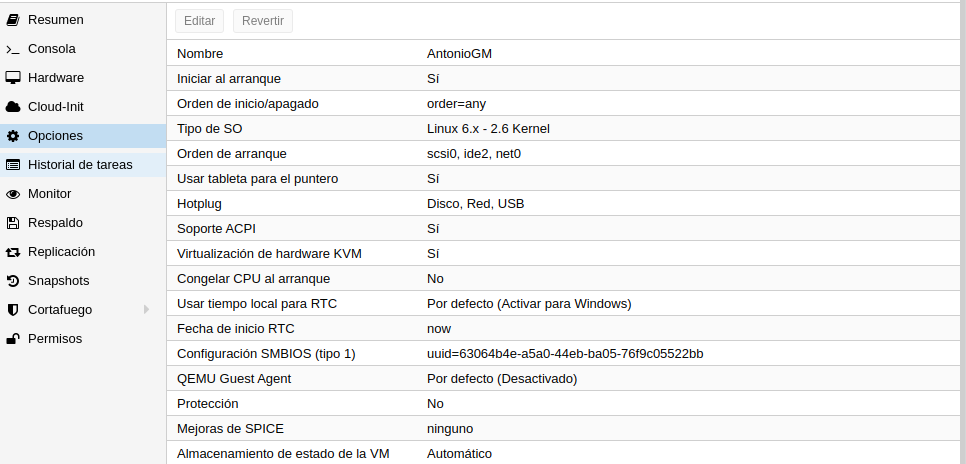 Resumen
Consola
Hardware
Cloud-Init
Opciones
Historial de tareas
Monitor
Respaldo
Replicación
Snapshots
Cortafuego
Permisos
Editar Revertir
Nombre AntonioGM
Iniciar al arranque Sí
Orden de inicio/apagado order=any
Tipo de SO Linux 6.x - 2.6 Kernel
Orden de arranque scsi0, ide2, net0
Usar tableta para el puntero Sí
Hotplug Disco, Red, USB
Soporte ACPI Sí
Virtualización de hardware KVM Sí
Congelar CPU al arranque No
Usar tiempo local para RTC Por defecto (Activar para Windows)
Fecha de inicio RTC now
Configuración SMBIOS (tipo 1) uuid=63064b4e-a5a0-44eb-ba05-76f9c05522bb
QEMU Guest Agent Por defecto (Desactivado)
Protección No
Mejoras de SPICE ninguno
Almacenamiento de estado de la VM Automático